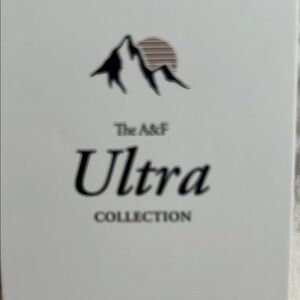 The A&F
Ultra
COLLECTION